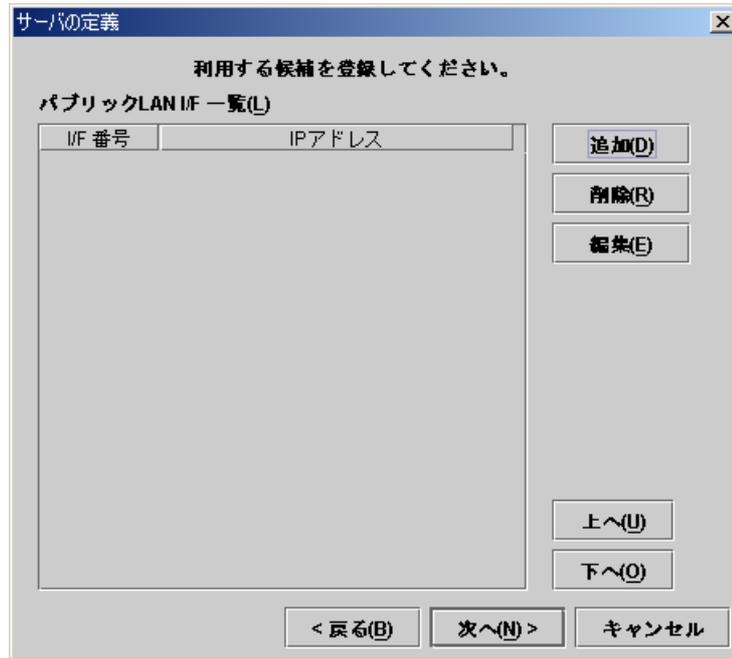 サーバの定義
利用する候補を登録してください。
パブリックLAN I/F 一覧(L)
I/F 番号 IPアドレス
追加(D)
削除(R)
編集(E)
上へ(U)
下へ(O)
< 戻る(B) 次へ(N) > キャンセル